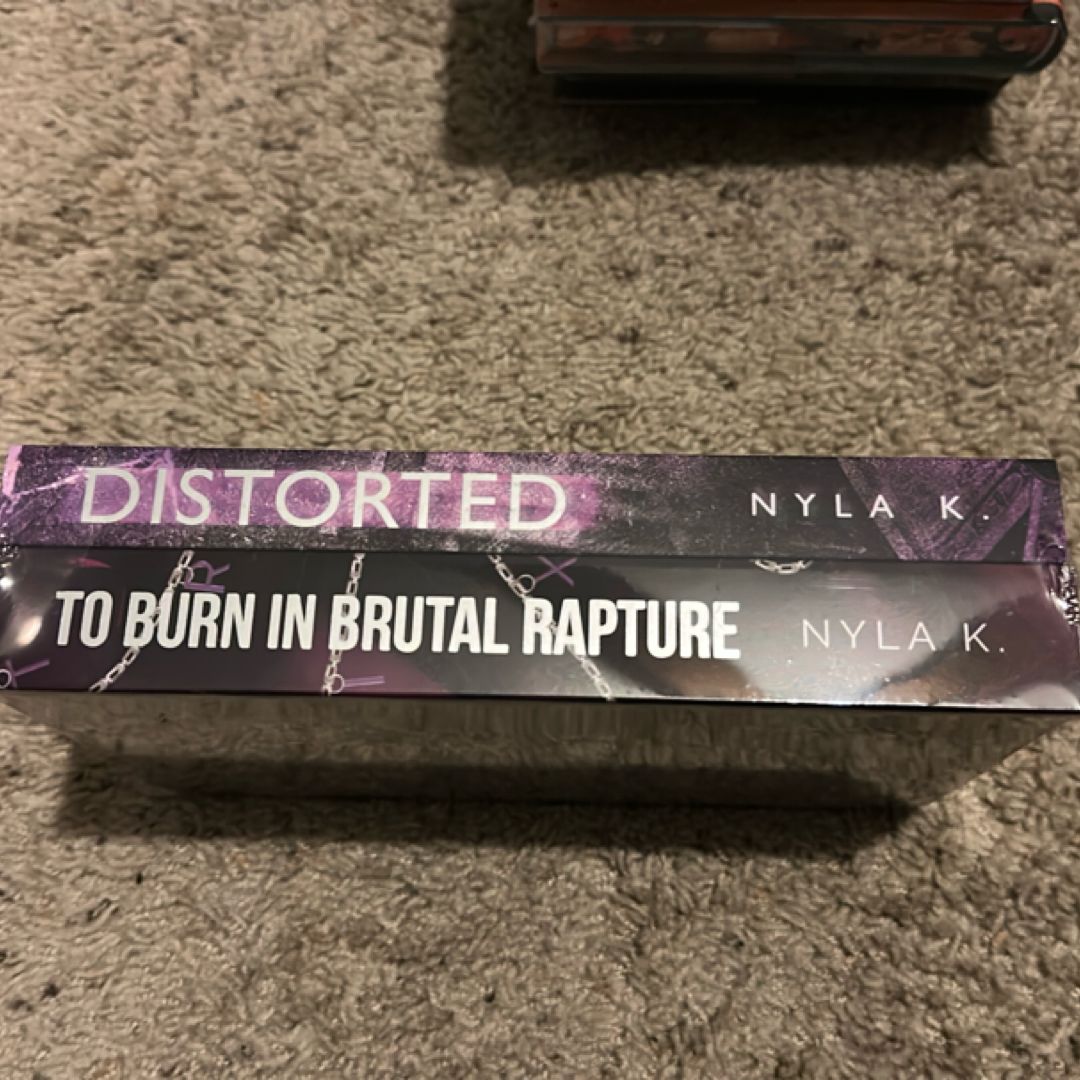 DISTORTED NYLA K.
TO BURN IN BRUTAL RAPTURE NYLA K.